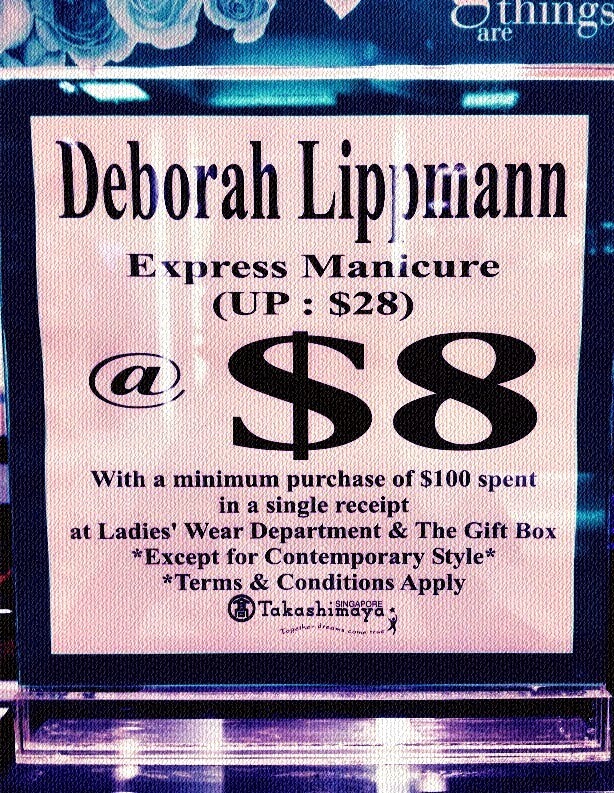 things
are
Deborah Lippmann
Express Manicure
(UP : $28)
@ $8
With a minimum purchase of $100 spent
in a single receipt
at Ladies' Wear Department & The Gift Box
*Except for Contemporary Style*
*Terms & Conditions Apply
髙 Takashimaya
SINGAPORE
Together dreams come true